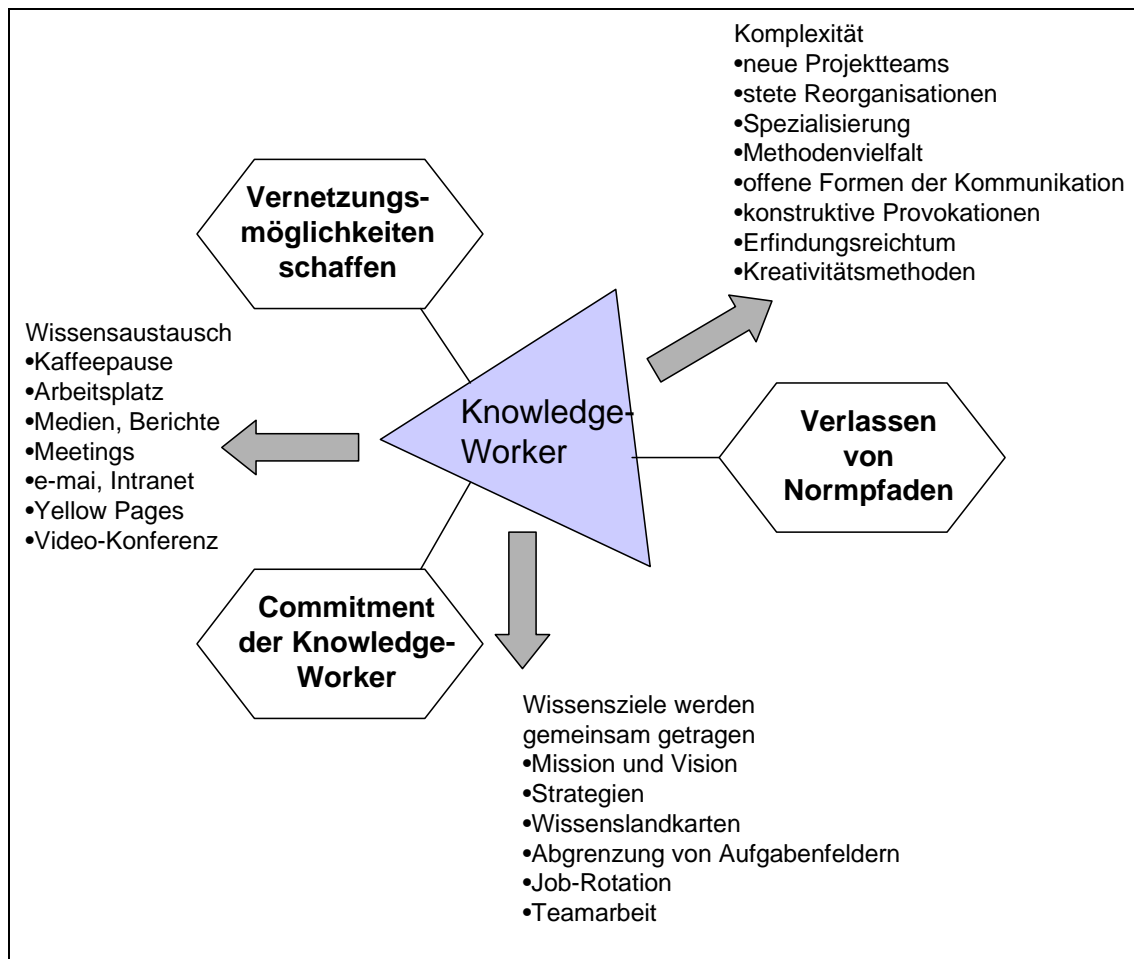 Komplexität
•neue Projektteams
•stete Reorganisationen
•Spezialisierung
•Methodenvielfalt
•offene Formen der Kommunikation
•konstruktive Provokationen
•Erfindungsreichtum
•Kreativitätsmethoden
Vernetzungs-
möglichkeiten
schaffen
Wissensaustausch
•Kaffeepause
•Arbeitsplatz
•Medien, Berichte
•Meetings
•e-mai, Intranet
•Yellow Pages
•Video-Konferenz
Knowledge-
Worker
Verlassen
von
Normpfaden
Commitment
der Knowledge-
Worker
Wissensziele werden
gemeinsam getragen
•Mission und Vision
•Strategien
•Wissenslandkarten
•Abgrenzung von Aufgabenfeldern
•Job-Rotation
•Teamarbeit